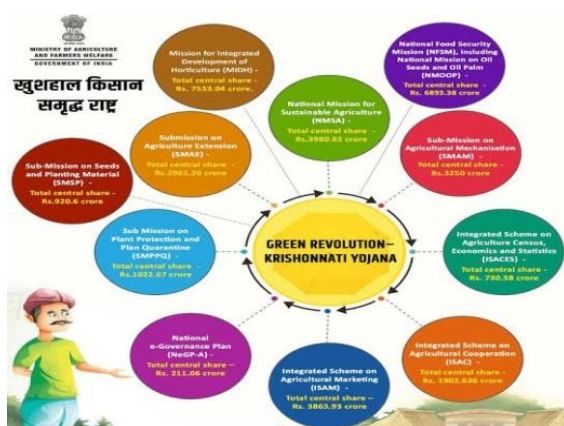 MINISTRY OF AGRICULTURE
AND FARMERS WELFARE
GOVERNMENT OF INDIA
खुशहाल किसान
समृद्ध राष्ट्र
Mission for Integrated
Development of
Horticulture (MIDH) -
Total central share -
Rs. 7533.04 crore.
National Food Security
Mission (NFSM), including
National Mission on Oil
Seeds and Oil Palm
(NMOOP) -
Total central share -
Rs. 6893.38 crore
National Mission for
Sustainable Agriculture
(NMSA) -
Total central share -
Rs.3980.82 crore
Submission on
Agriculture Extension
(SMAE) -
Total central share -
Rs.2961.26 crore
Sub-Mission on
Agricultural Mechanisation
(SMAM) -
Total central share -
Rs.3250 crore
Sub-Mission on Seeds
and Planting Material
(SMSP) -
Total central share -
Rs.920.6 crore
Sub Mission on
Plant Protection and
Plan Quarantine
(SMPPQ) -
Total central share -
Rs.1022.67 crore
GREEN REVOLUTION–
KRISHONNATI YOJANA
Integrated Scheme on
Agriculture Census,
Economics and Statistics
(ISACES) -
Total central share -
Rs. 730.58 crore
National
e-Governance Plan
(NeGP-A) -
Total central share –
Rs. 211.06 crore
Integrated Scheme on
Agricultural Marketing
(ISAM) -
Total central share –
Rs. 3863.93 crore
Integrated Scheme on
Agricultural Cooperation
(ISAC) -
Total central share -
Rs. 1902.636 crore